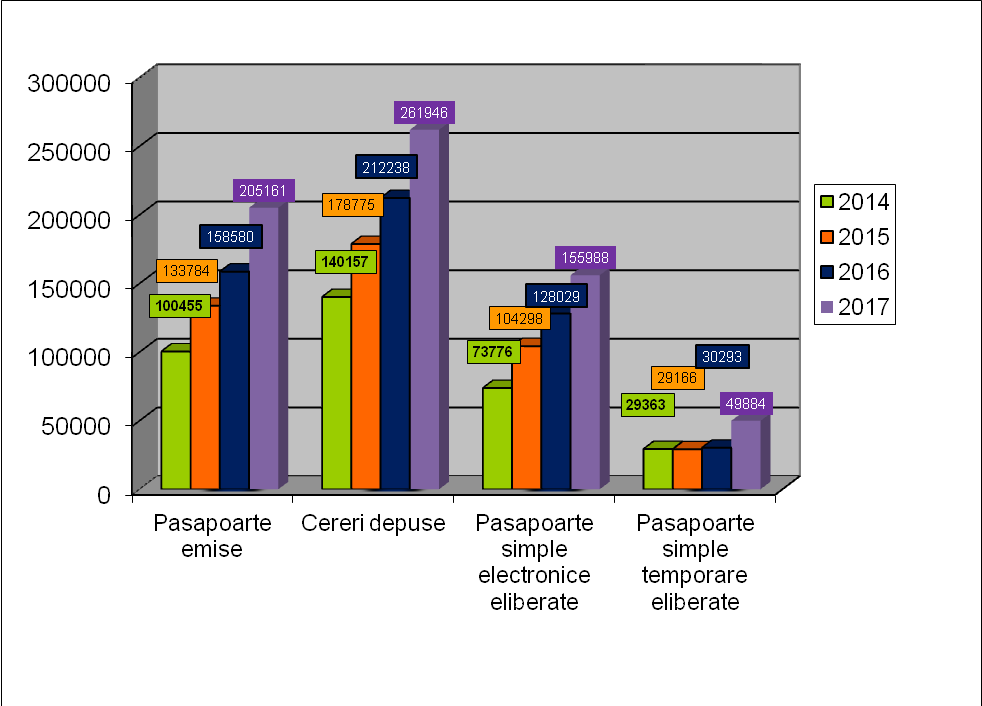 300000
250000
200000
150000
100000
50000
0
261946
212238
205161
178775
158580
140157
133784
100455
155988
128029
104298
73776
30293
29166
29363
49884
2014
2015
2016
2017
Pasapoarte
emise
Cereri depuse
Pasapoarte
simple
electronice
eliberate
Pasapoarte
simple
temporare
eliberate